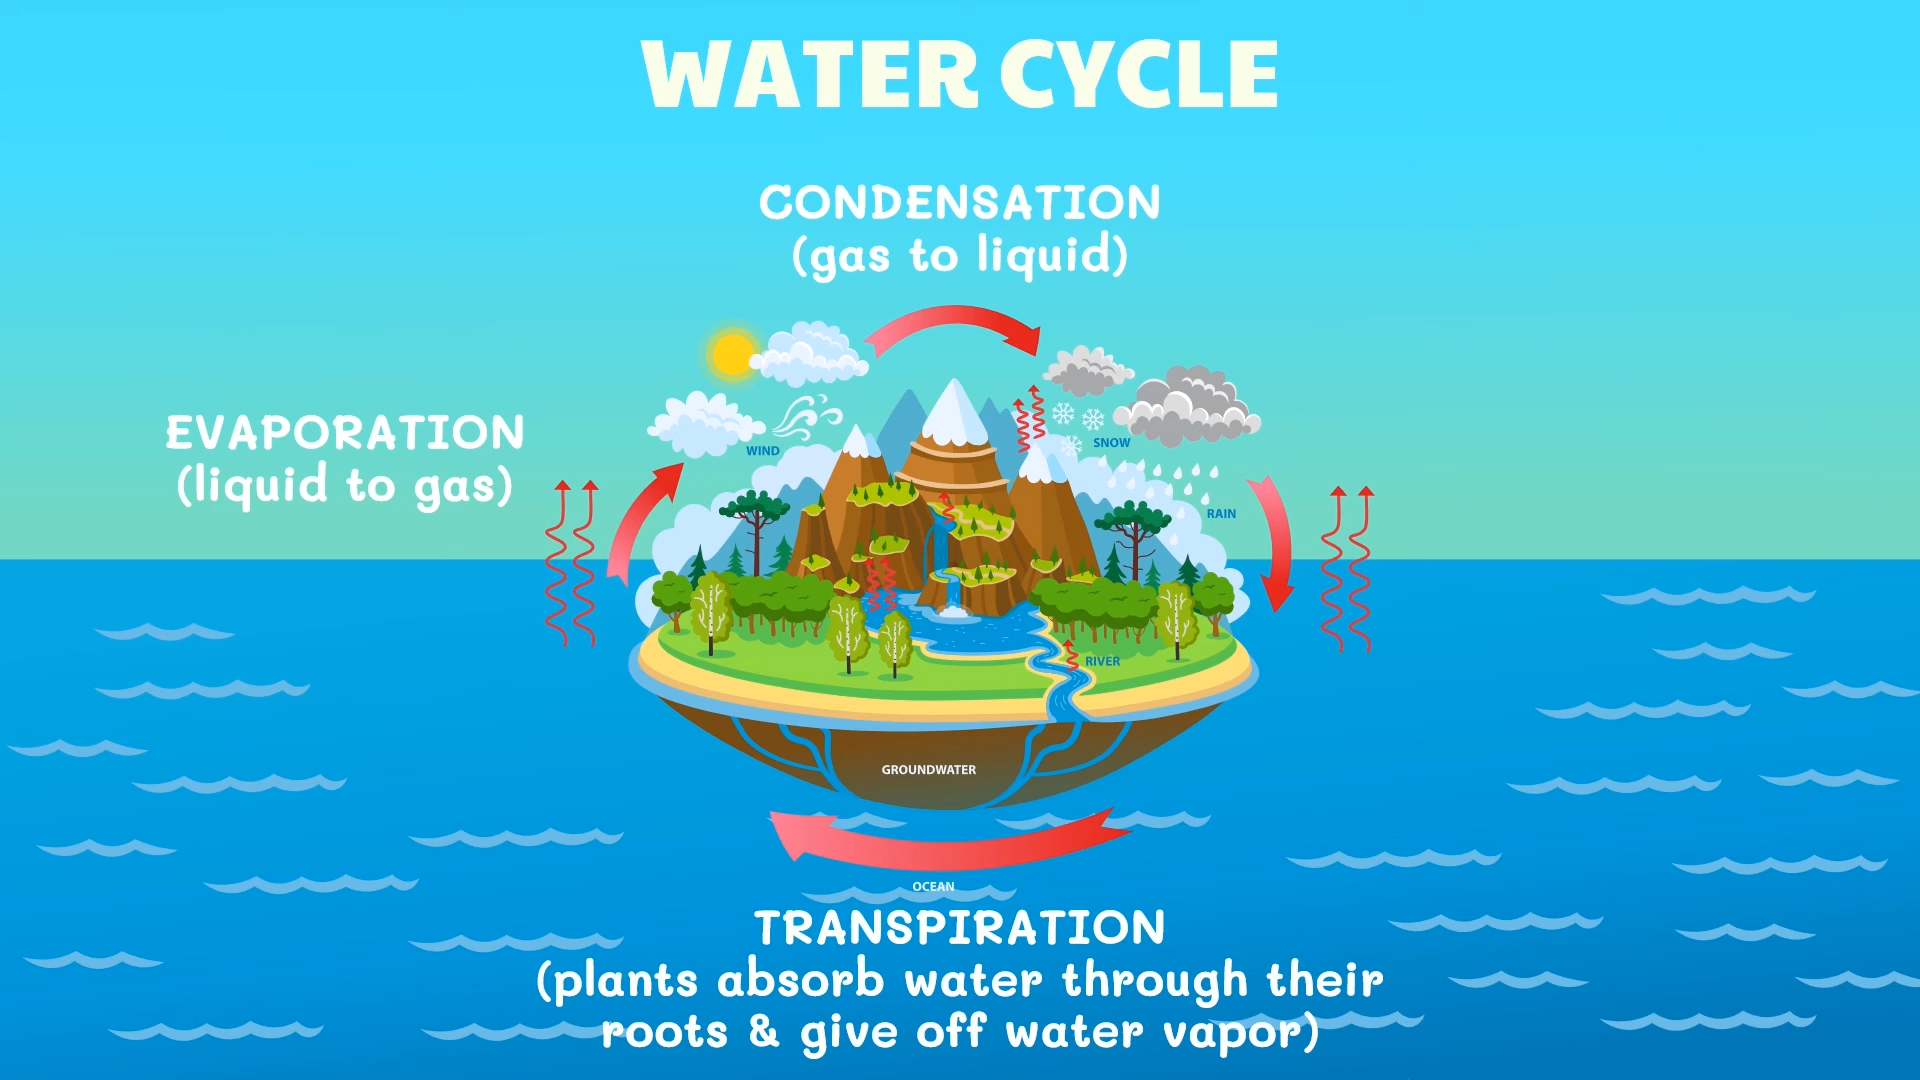 WATER CYCLE
CONDENSATION
(gas to liquid)
EVAPORATION
(liquid to gas)
WIND
SNOW
RAIN
RIVER
GROUNDWATER
OCEAN
TRANSPIRATION
(plants absorb water through their
roots & give off water vapor)